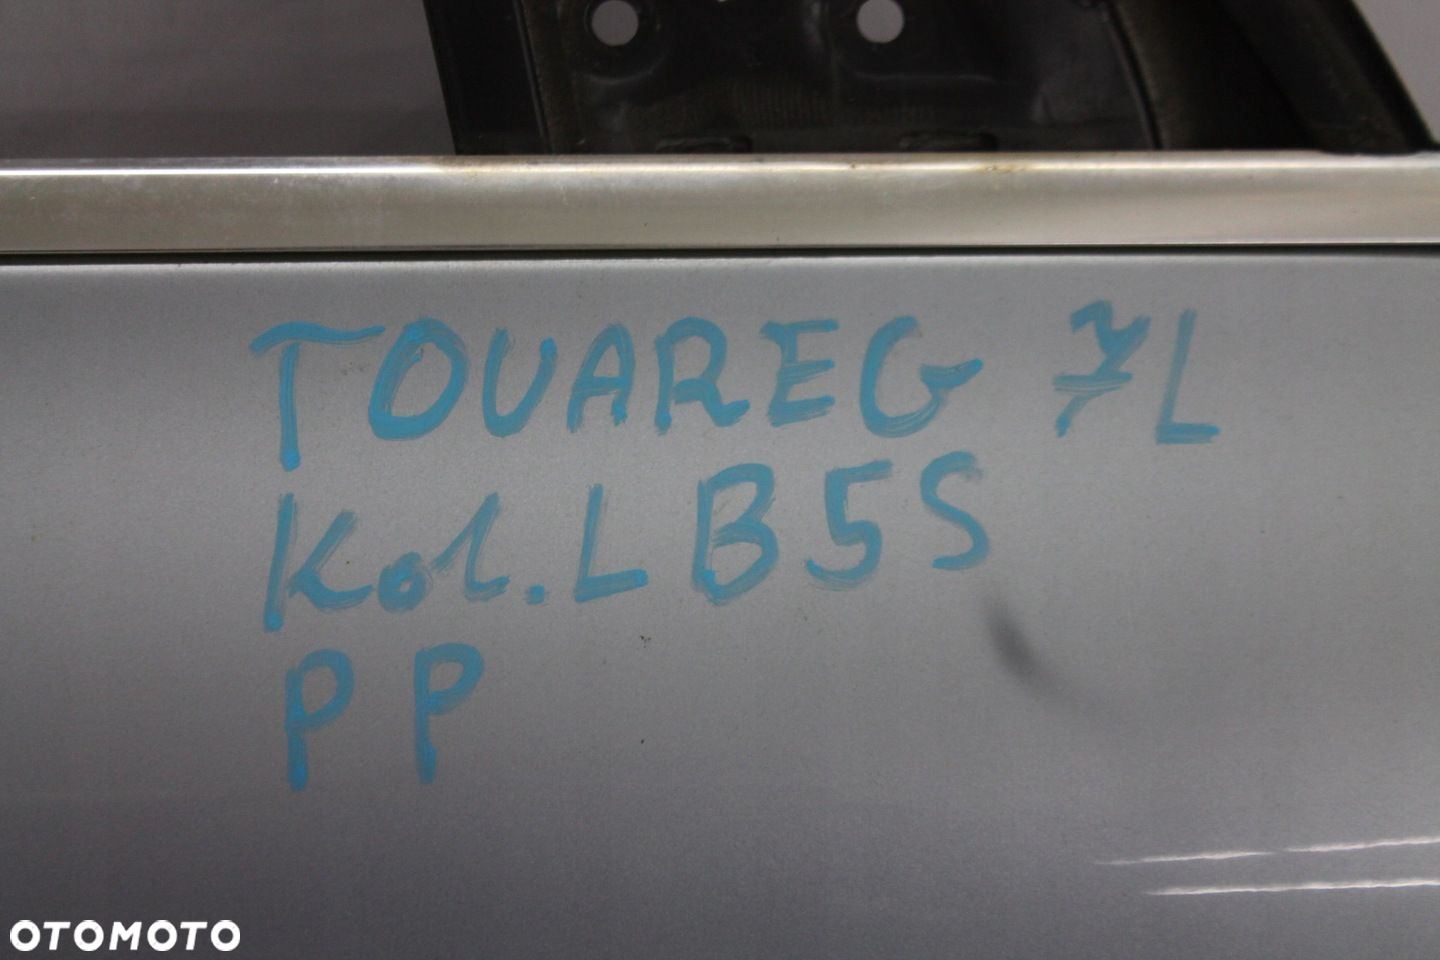 TOUAREG 7L
Kol. LB5S
PP
OTOMOTO